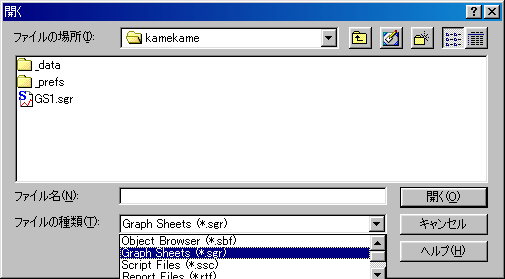 開く
ファイルの場所(I):
kamekame
_data
_prefs
GS1.sgr
ファイル名(N):
開く(O)
ファイルの種類(T):
Graph Sheets (*.sgr)
キャンセル
Object Browser (*.sbf)
Graph Sheets (*.sgr)
Script Files (*.ssc)
Report Files (*.rtf)
ヘルプ(H)